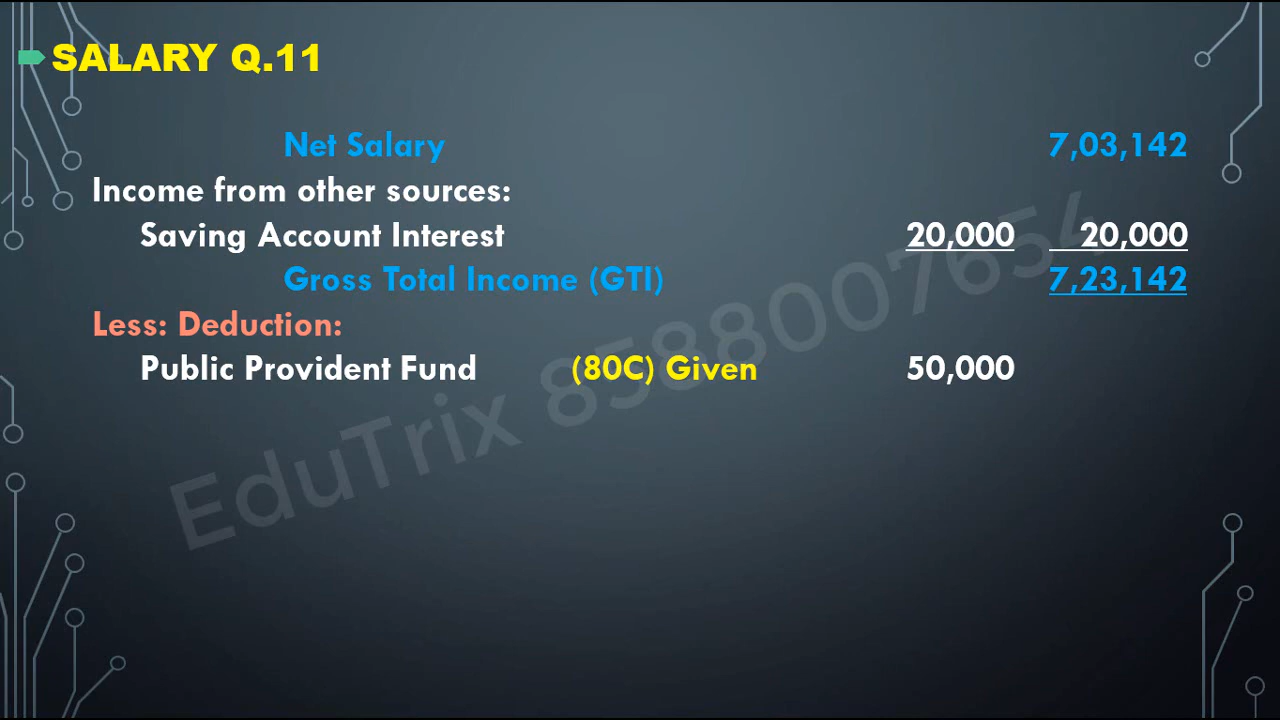 SALARY Q.11
Net Salary 7,03,142
Income from other sources:
Saving Account Interest 20,000 20,000
Gross Total Income (GTI) 7,23,142
Less: Deduction:
Public Provident Fund (80C) Given 50,000
EduTrix 8588007654